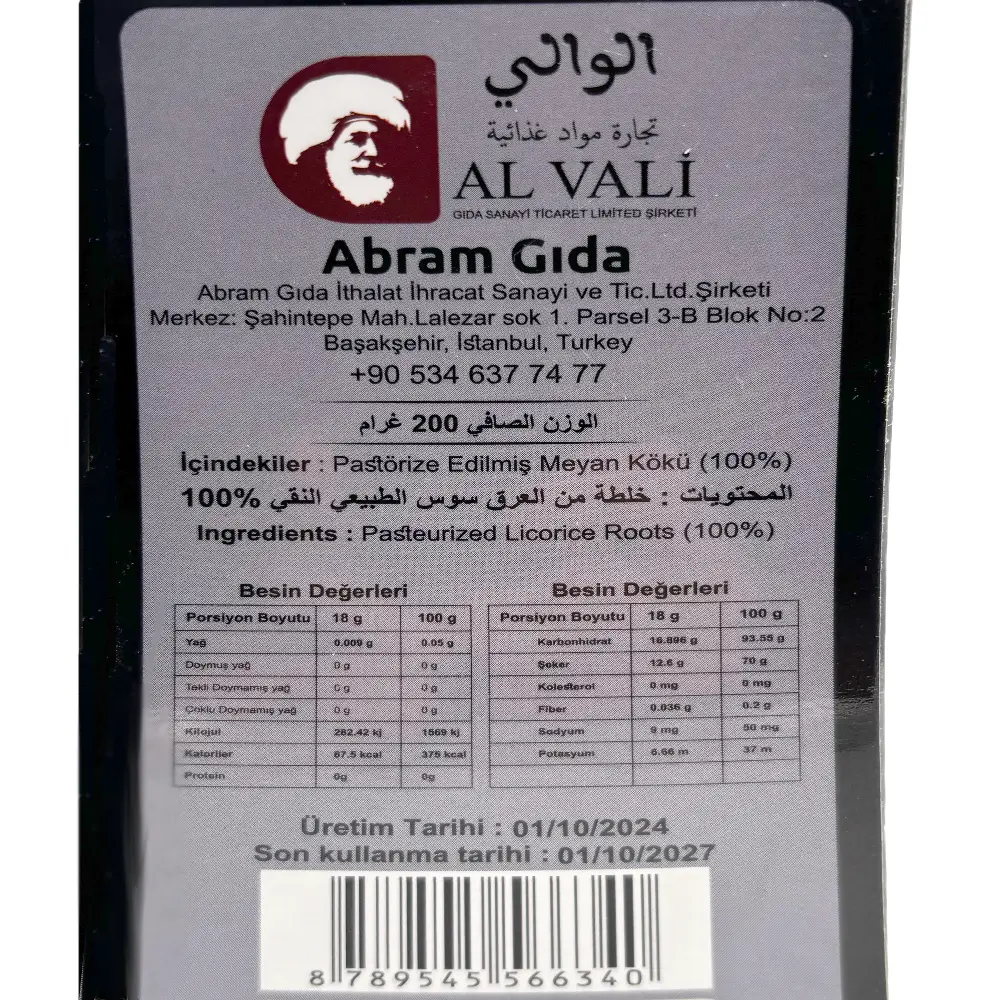 الوالي
تجارة مواد غذائية
AL VALİ
GIDA SANAYİ TİCARET LİMİTED ŞİRKETİ
Abram Gıda
Abram Gıda İthalat İhracat Sanayi ve Tic.Ltd.Şirketi
Merkez: Şahintepe Mah.Lalezar sok 1. Parsel 3-B Blok No:2
Başakşehir, İstanbul, Turkey
+90 534 637 74 77
الوزن الصافي 200 غرام
İçindekiler : Pastörize Edilmiş Meyan Kökü (100%)
المحتويات : خلطة من العرق سوس الطبيعي النقي 100%
Ingredients : Pasteurized Licorice Roots (100%)
Besin Değerleri
Porsiyon Boyutu 18 g 100 g
Yağ 0.009 g 0.05 g
Doymuş yağ 0 g 0 g
Tekli Doymamış yağ 0 g 0 g
Çoklu Doymamış yağ 0 g 0 g
Kilojul 282.42 kj 1569 kj
Kaloriler 67.5 kcal 375 kcal
Protein 0g 0g
Besin Değerleri
Porsiyon Boyutu 18 g 100 g
Karbonhidrat 16.896 g 93.55 g
Şeker 12.6 g 70 g
Kolesterol 0 mg 0 mg
Fiber 0.036 g 0.2 g
Sodyum 9 mg 50 mg
Potasyum 6.66 m 37 m
Üretim Tarihi : 01/10/2024
Son kullanma tarihi : 01/10/2027
8 789545 566340